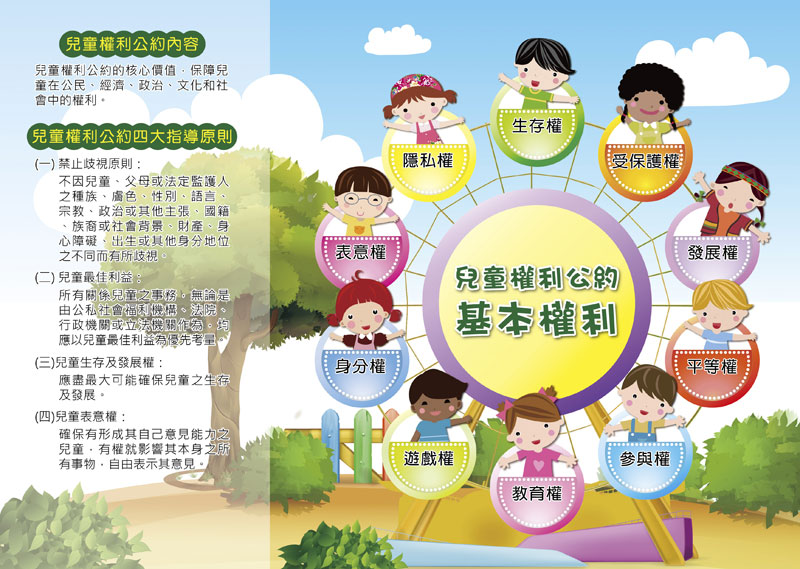 兒童權利公約內容
兒童權利公約的核心價值，保障兒
童在公民、經濟、政治、文化和社
會中的權利。
兒童權利公約四大指導原則
(一) 禁止歧視原則：
不因兒童、父母或法定監護人
之種族、膚色、性別、語言、
宗教、政治或其他主張、國籍
、族裔或社會背景、財產、身
心障礙、出生或其他身分地位
之不同而有所歧視。
(二) 兒童最佳利益：
所有關係兒童之事務，無論是
由公私社會福利機構、法院、
行政機關或立法機關作為，均
應以兒童最佳利益為優先考量。
(三)兒童生存及發展權：
應盡最大可能確保兒童之生存
及發展。
(四)兒童表意權：
確保有形成其自己意見能力之
兒童，有權就影響其本身之所
有事物，自由表示其意見。
兒童權利公約
基本權利
生存權
受保護權
發展權
平等權
參與權
教育權
遊戲權
身分權
表意權
隱私權